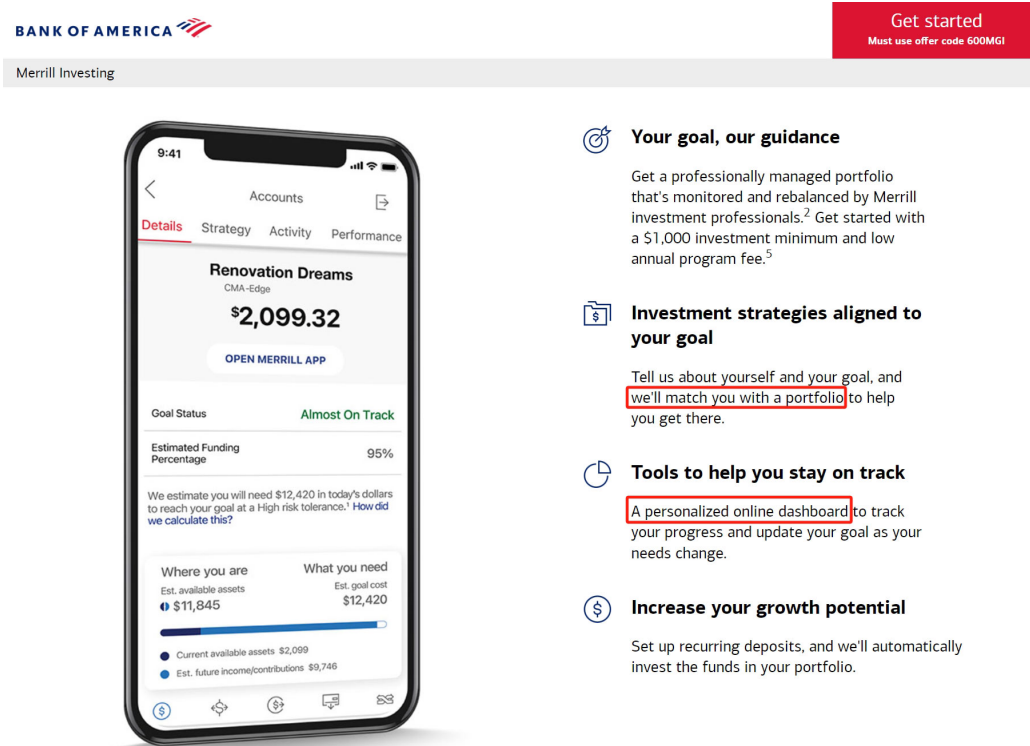 BANK OF AMERICA
Get started
Must use offer code 600MGI
Merrill Investing
9:41
Accounts
Details Strategy Activity Performance
Renovation Dreams
CMA-Edge
$2,099.32
OPEN MERRILL APP
Goal Status Almost On Track
Estimated Funding
Percentage 95%
We estimate you will need $12,420 in today's dollars
to reach your goal at a High risk tolerance.¹ How did
we calculate this?
Where you are What you need
Est. available assets Est. goal cost
$11,845 $12,420
Current available assets $2,099
Est. future income/contributions $9,746
Your goal, our guidance
Get a professionally managed portfolio
that's monitored and rebalanced by Merrill
investment professionals.² Get started with
a $1,000 investment minimum and low
annual program fee.⁵
Investment strategies aligned to
your goal
Tell us about yourself and your goal, and
we'll match you with a portfolio to help
you get there.
Tools to help you stay on track
A personalized online dashboard to track
your progress and update your goal as your
needs change.
Increase your growth potential
Set up recurring deposits, and we'll automatically
invest the funds in your portfolio.